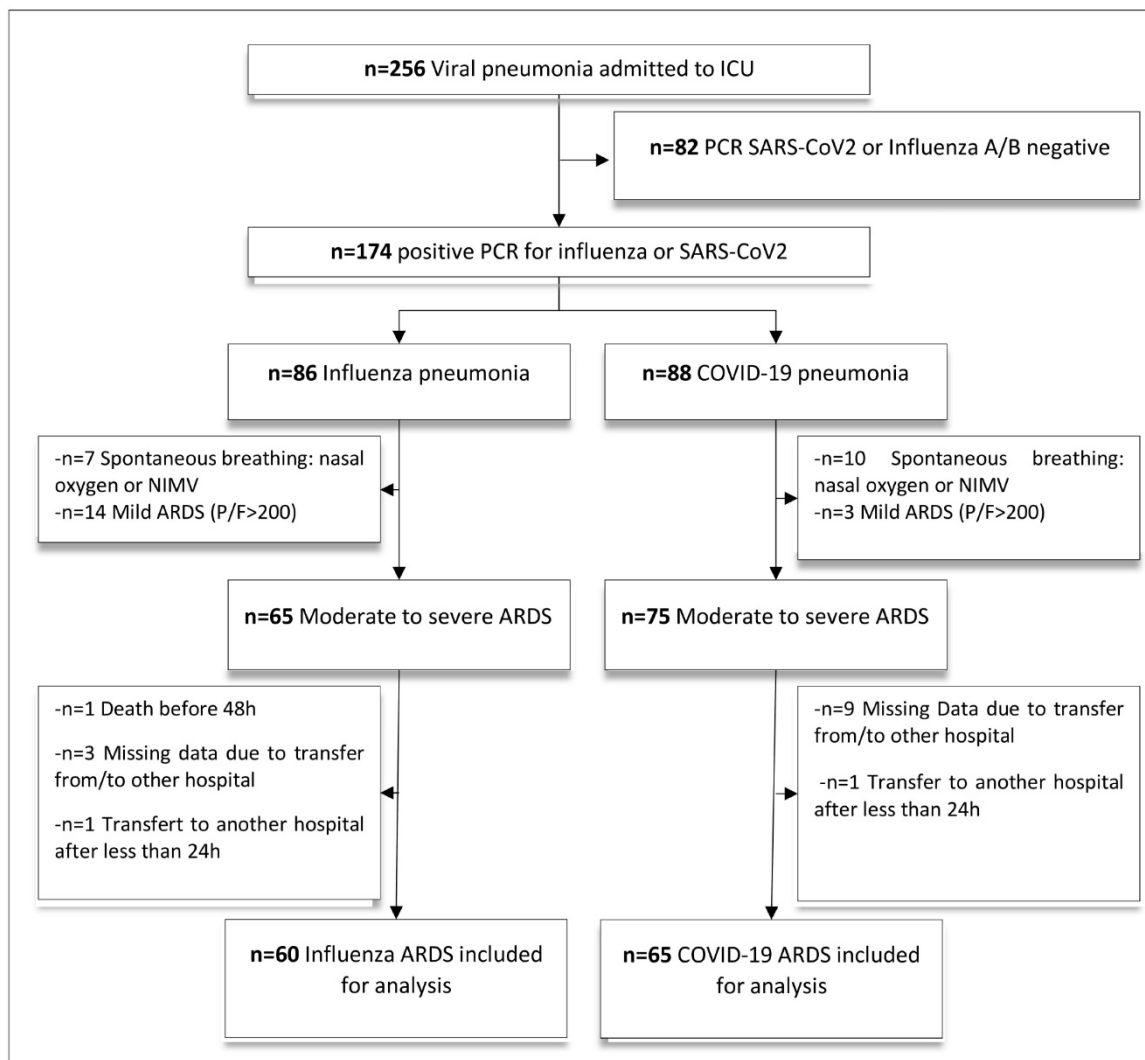 n=256 Viral pneumonia admitted to ICU
n=82 PCR SARS-CoV2 or Influenza A/B negative
n=174 positive PCR for influenza or SARS-CoV2
n=86 Influenza pneumonia
n=88 COVID-19 pneumonia
-n=7 Spontaneous breathing: nasal
oxygen or NIMV
-n=14 Mild ARDS (P/F>200)
-n=10 Spontaneous breathing:
nasal oxygen or NIMV
-n=3 Mild ARDS (P/F>200)
n=65 Moderate to severe ARDS
n=75 Moderate to severe ARDS
-n=1 Death before 48h
-n=3 Missing data due to transfer
from/to other hospital
-n=1 Transfert to another hospital
after less than 24h
-n=9 Missing Data due to transfer
from/to other hospital
-n=1 Transfer to another hospital
after less than 24h
n=60 Influenza ARDS included
for analysis
n=65 COVID-19 ARDS included
for analysis